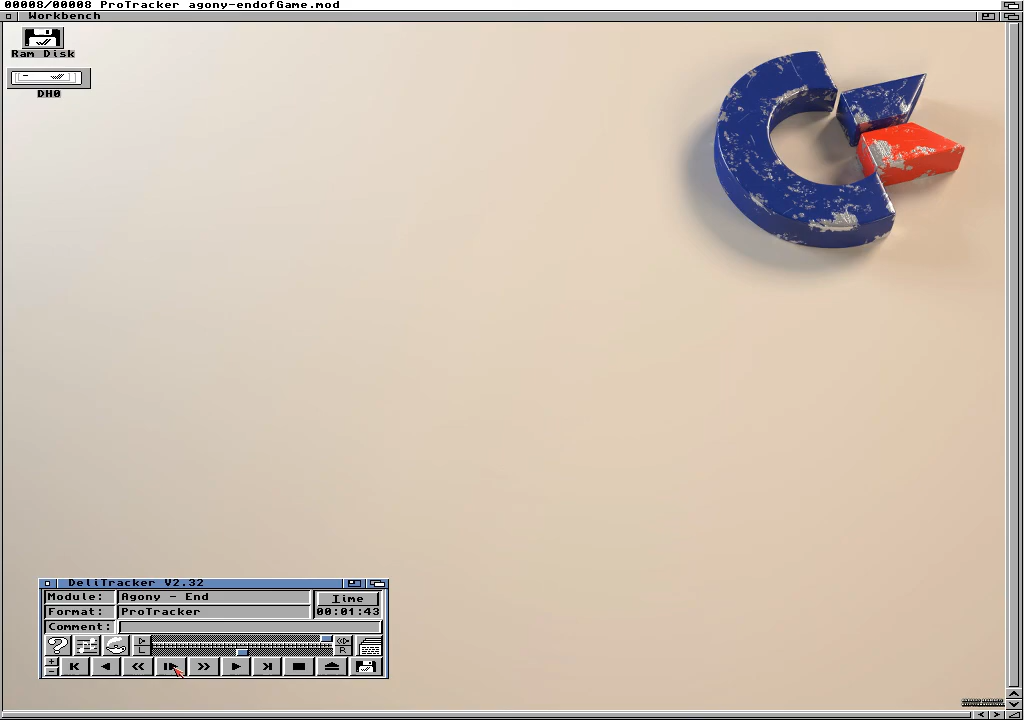 00008/00008 ProTracker agony-endofGame.mod
Workbench
Ram Disk
DH0
DeliTracker V2.32
Module: Agony - End Time
Format: ProTracker 00:01:43
Comment:
L R